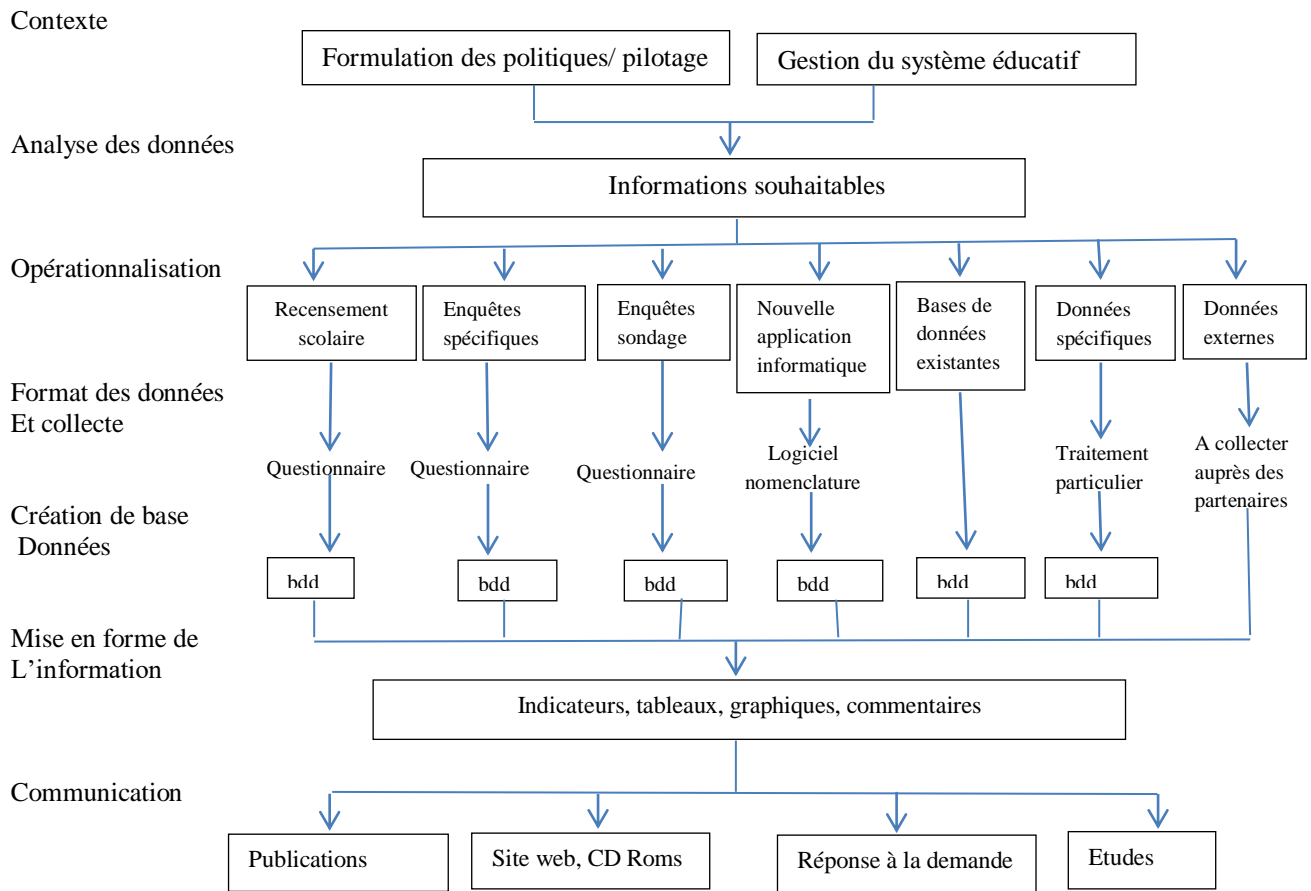 Contexte
Formulation des politiques/ pilotage
Gestion du système éducatif
Analyse des données
Informations souhaitables
Opérationnalisation
Recensement
scolaire
Enquêtes
spécifiques
Enquêtes
sondage
Nouvelle
application
informatique
Bases de
données
existantes
Données
spécifiques
Données
externes
Format des données
Et collecte
Questionnaire
Questionnaire
Questionnaire
Logiciel
nomenclature
Traitement
particulier
A collecter
auprès des
partenaires
Création de base
Données
bdd
bdd
bdd
bdd
bdd
bdd
Mise en forme de
L’information
Indicateurs, tableaux, graphiques, commentaires
Communication
Publications
Site web, CD Roms
Réponse à la demande
Etudes